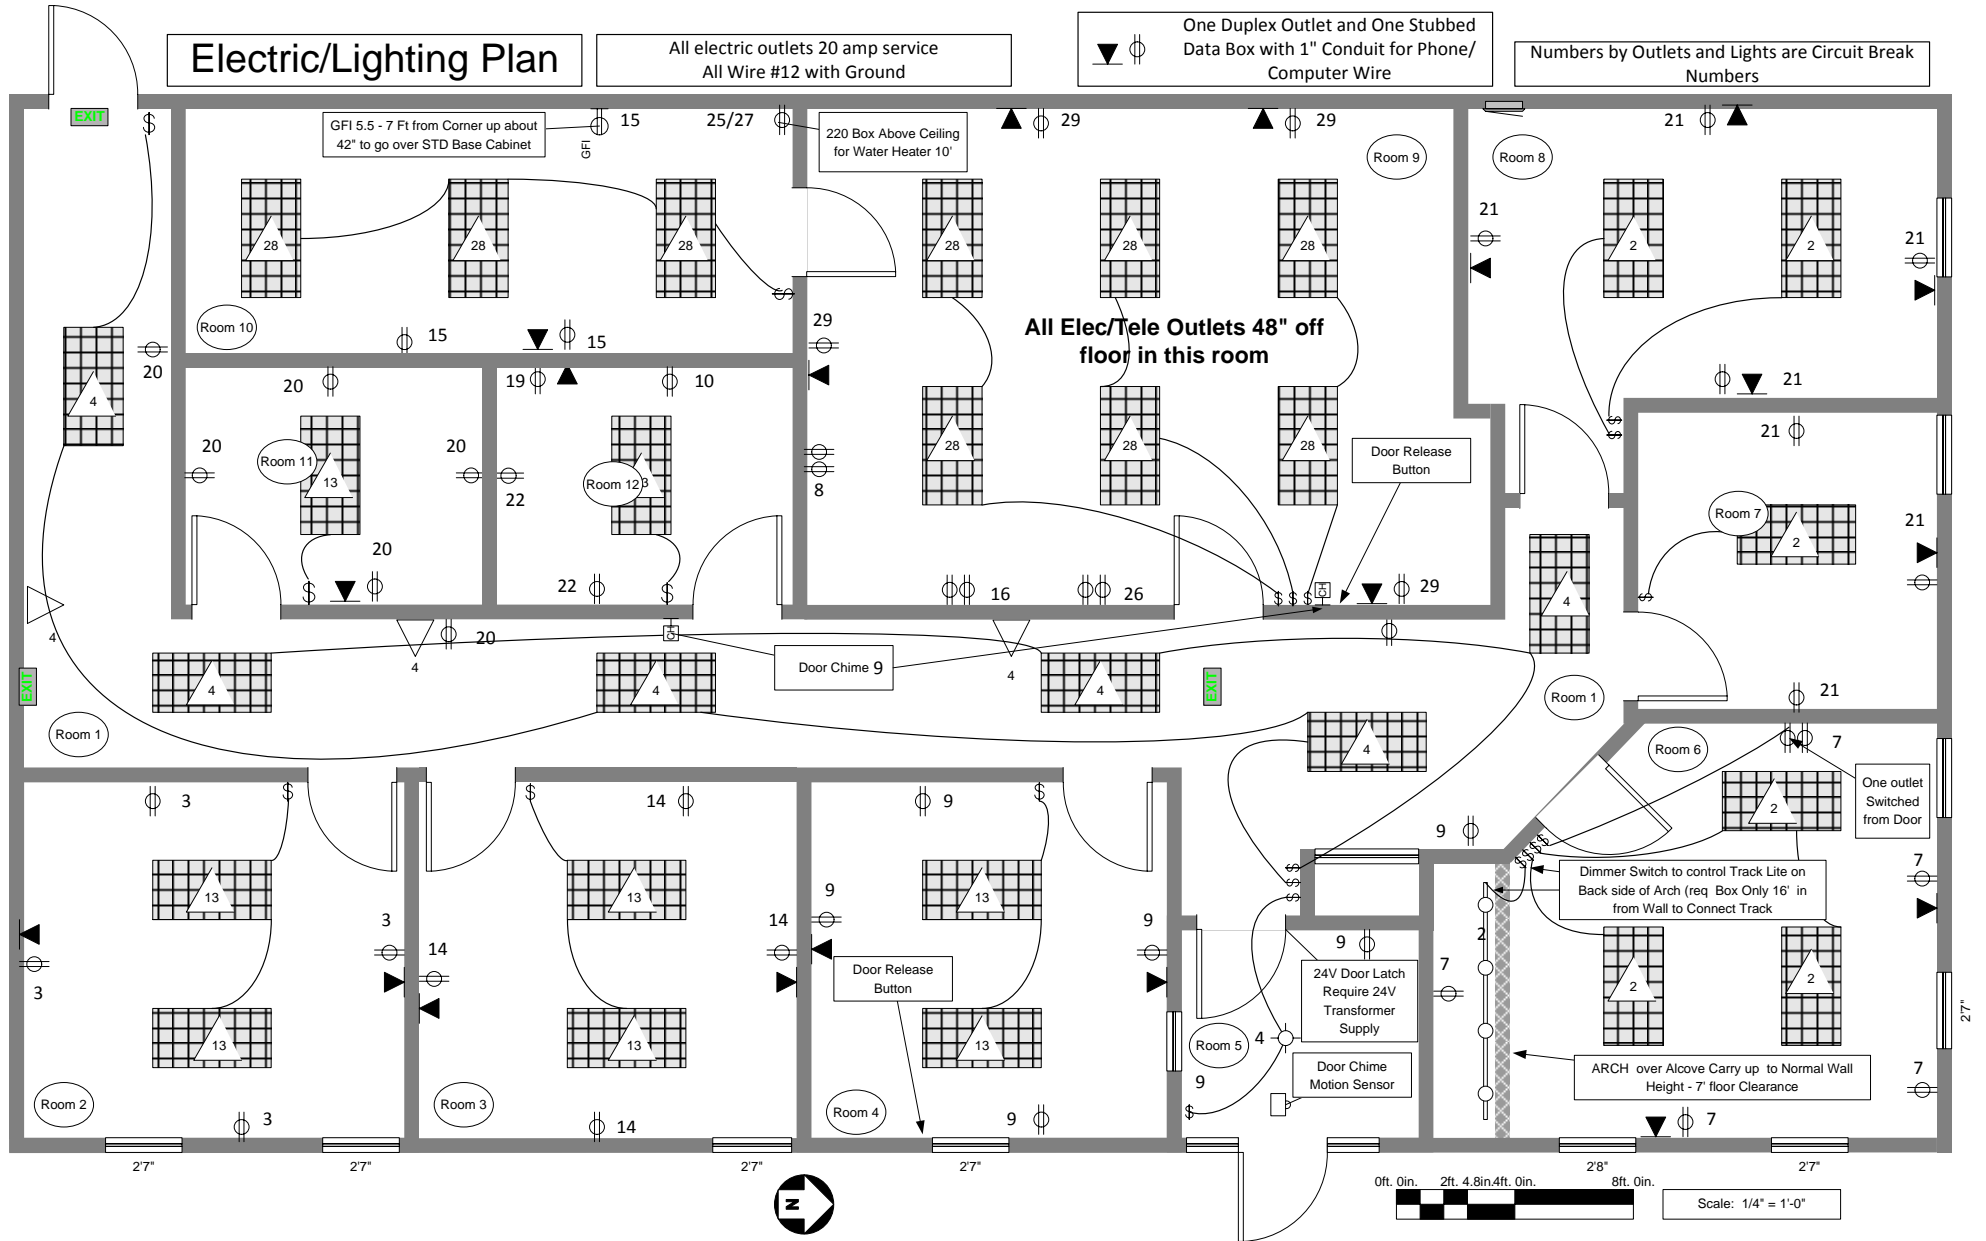 Electric/Lighting Plan
All electric outlets 20 amp service
All Wire #12 with Ground
One Duplex Outlet and One Stubbed
Data Box with 1" Conduit for Phone/
Computer Wire
Numbers by Outlets and Lights are Circuit Break
Numbers
EXIT
$
GFI 5.5 - 7 Ft from Corner up about
42" to go over STD Base Cabinet
GFI
15
25/27
220 Box Above Ceiling
for Water Heater 10'
29
29
Room 9
Room 8
21
28
28
28
$
Room 10
15
15
28
28
28
29
All Elec/Tele Outlets 48" off
floor in this room
28
28
28
21
2
2
21
21
$
$
4
20
20
20
Room 11
13
20
20
$
19
10
22
Room 12
3
22
$
8
16
26
$ $ $
CH
29
Door Release
Button
21
Room 7
2
21
$
21
4
4
4
20
CH
4
Door Chime 9
EXIT
4
4
4
EXIT
4
Room 1
Room 1
Room 6
7
One outlet
Switched
from Door
2
9
$
$
$
$$$$
Dimmer Switch to control Track Lite on
Back side of Arch (req Box Only 16' in
from Wall to Connect Track
7
2
7
2
2
ARCH over Alcove Carry up to Normal Wall
Height - 7' floor Clearance
7
7
3
$
13
3
3
13
Room 2
3
$
14
13
14
14
13
Room 3
14
9
$
13
9
9
Door Release
Button
13
Room 4
9
9
24V Door Latch
Require 24V
Transformer
Supply
Room 5
4
9
$
Door Chime
Motion Sensor
2'7"
2'7"
2'7"
2'7"
2'7"
2'8"
2'7"
N
0ft. 0in.
2ft. 4.8in.
4ft. 0in.
8ft. 0in.
Scale: 1/4" = 1'-0"